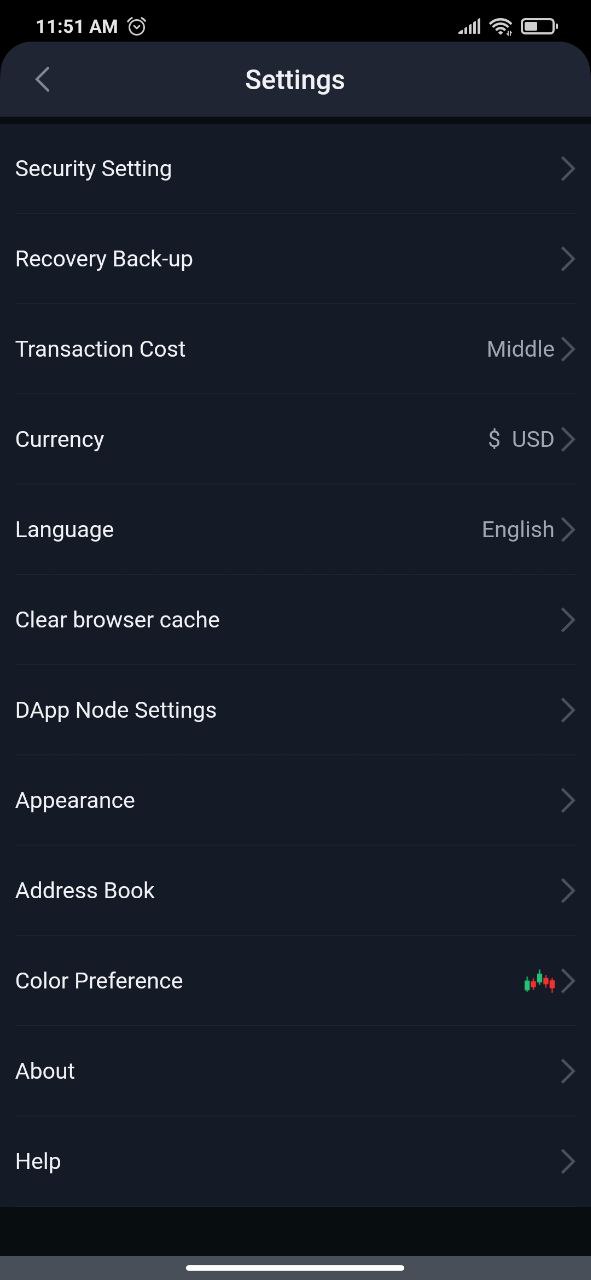 11:51 AM
Settings
Security Setting
Recovery Back-up
Transaction Cost Middle
Currency $ USD
Language English
Clear browser cache
DApp Node Settings
Appearance
Address Book
Color Preference
About
Help